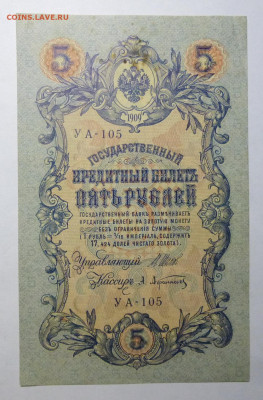 COINS.LAVE.RU
5 5
1909
УА-105
ГОСУДАРСТВЕННЫЙ
КРЕДИТНЫЙ БИЛЕТЪ
ПЯТЬ РУБЛЕЙ
ГОСУДАРСТВЕННЫЙ БАНКЪ РАЗМѢНИВАЕТЪ
КРЕДИТНЫЕ БИЛЕТЫ НА ЗОЛОТУЮ МОНЕТУ
БЕЗЪ ОГРАНИЧЕНІЯ СУММЫ
(1 РУБЛЬ = 1/15 ИМПЕРІАЛА, СОДЕРЖИТЪ
17,424 ДОЛЕЙ ЧИСТАГО ЗОЛОТА).
Управляющій
Кассиръ
УА-105
5